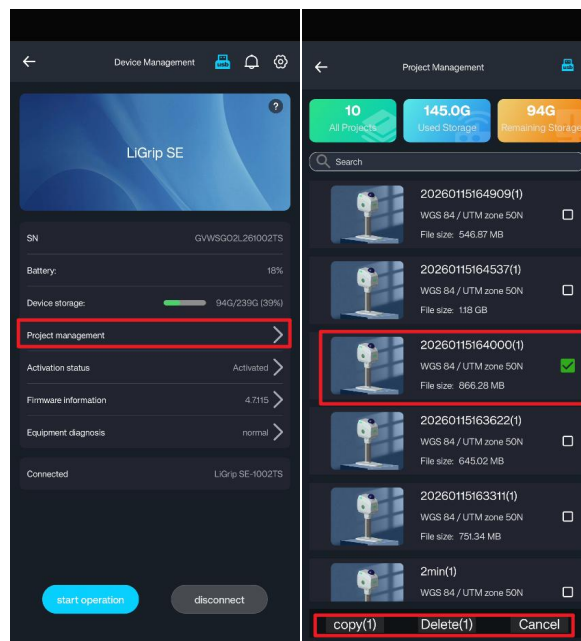 Device Management
usb
?
LiGrip SE
SN GVWSG02L261002TS
Battery: 18%
Device storage: 94G/239G (39%)
Project management
Activation status Activated
Firmware information 4.7.115
Equipment diagnosis normal
Connected LiGrip SE-1002TS
start operation disconnect
Project Management
usb
10 145.0G 94G
All Projects Used Storage Remaining Storage
Search
20260115164909(1)
WGS 84 / UTM zone 50N
File size: 546.87 MB
20260115164537(1)
WGS 84 / UTM zone 50N
File size: 1.18 GB
20260115164000(1)
WGS 84 / UTM zone 50N
File size: 866.28 MB
20260115163622(1)
WGS 84 / UTM zone 50N
File size: 645.02 MB
20260115163311(1)
WGS 84 / UTM zone 50N
File size: 751.34 MB
2min(1)
WGS 84 / UTM zone 50N
copy(1) Delete(1) Cancel